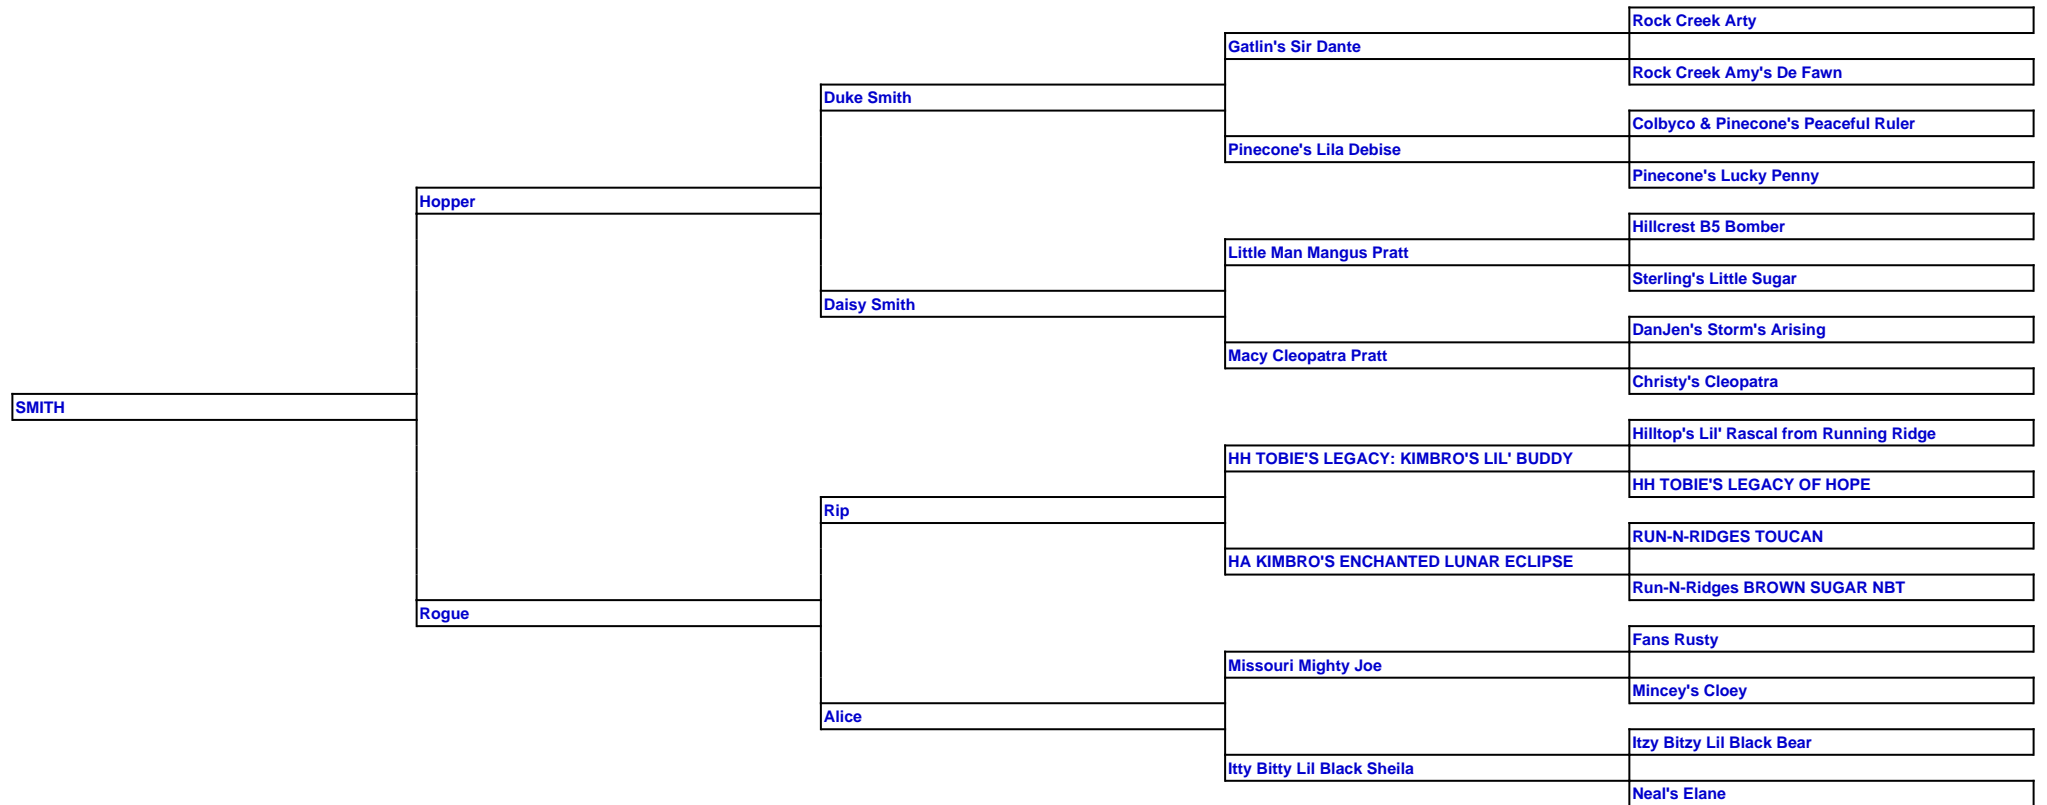 Rock Creek Arty
Gatlin's Sir Dante
Rock Creek Amy's De Fawn
Duke Smith
Colbyco & Pinecone's Peaceful Ruler
Pinecone's Lila Debise
Pinecone's Lucky Penny
Hopper
Hillcrest B5 Bomber
Little Man Mangus Pratt
Sterling's Little Sugar
Daisy Smith
DanJen's Storm's Arising
Macy Cleopatra Pratt
Christy's Cleopatra
SMITH
Hilltop's Lil' Rascal from Running Ridge
HH TOBIE'S LEGACY: KIMBRO'S LIL' BUDDY
HH TOBIE'S LEGACY OF HOPE
Rip
RUN-N-RIDGES TOUCAN
HA KIMBRO'S ENCHANTED LUNAR ECLIPSE
Run-N-Ridges BROWN SUGAR NBT
Rogue
Fans Rusty
Missouri Mighty Joe
Mincey's Cloey
Alice
Itzy Bitzy Lil Black Bear
Itty Bitty Lil Black Sheila
Neal's Elane